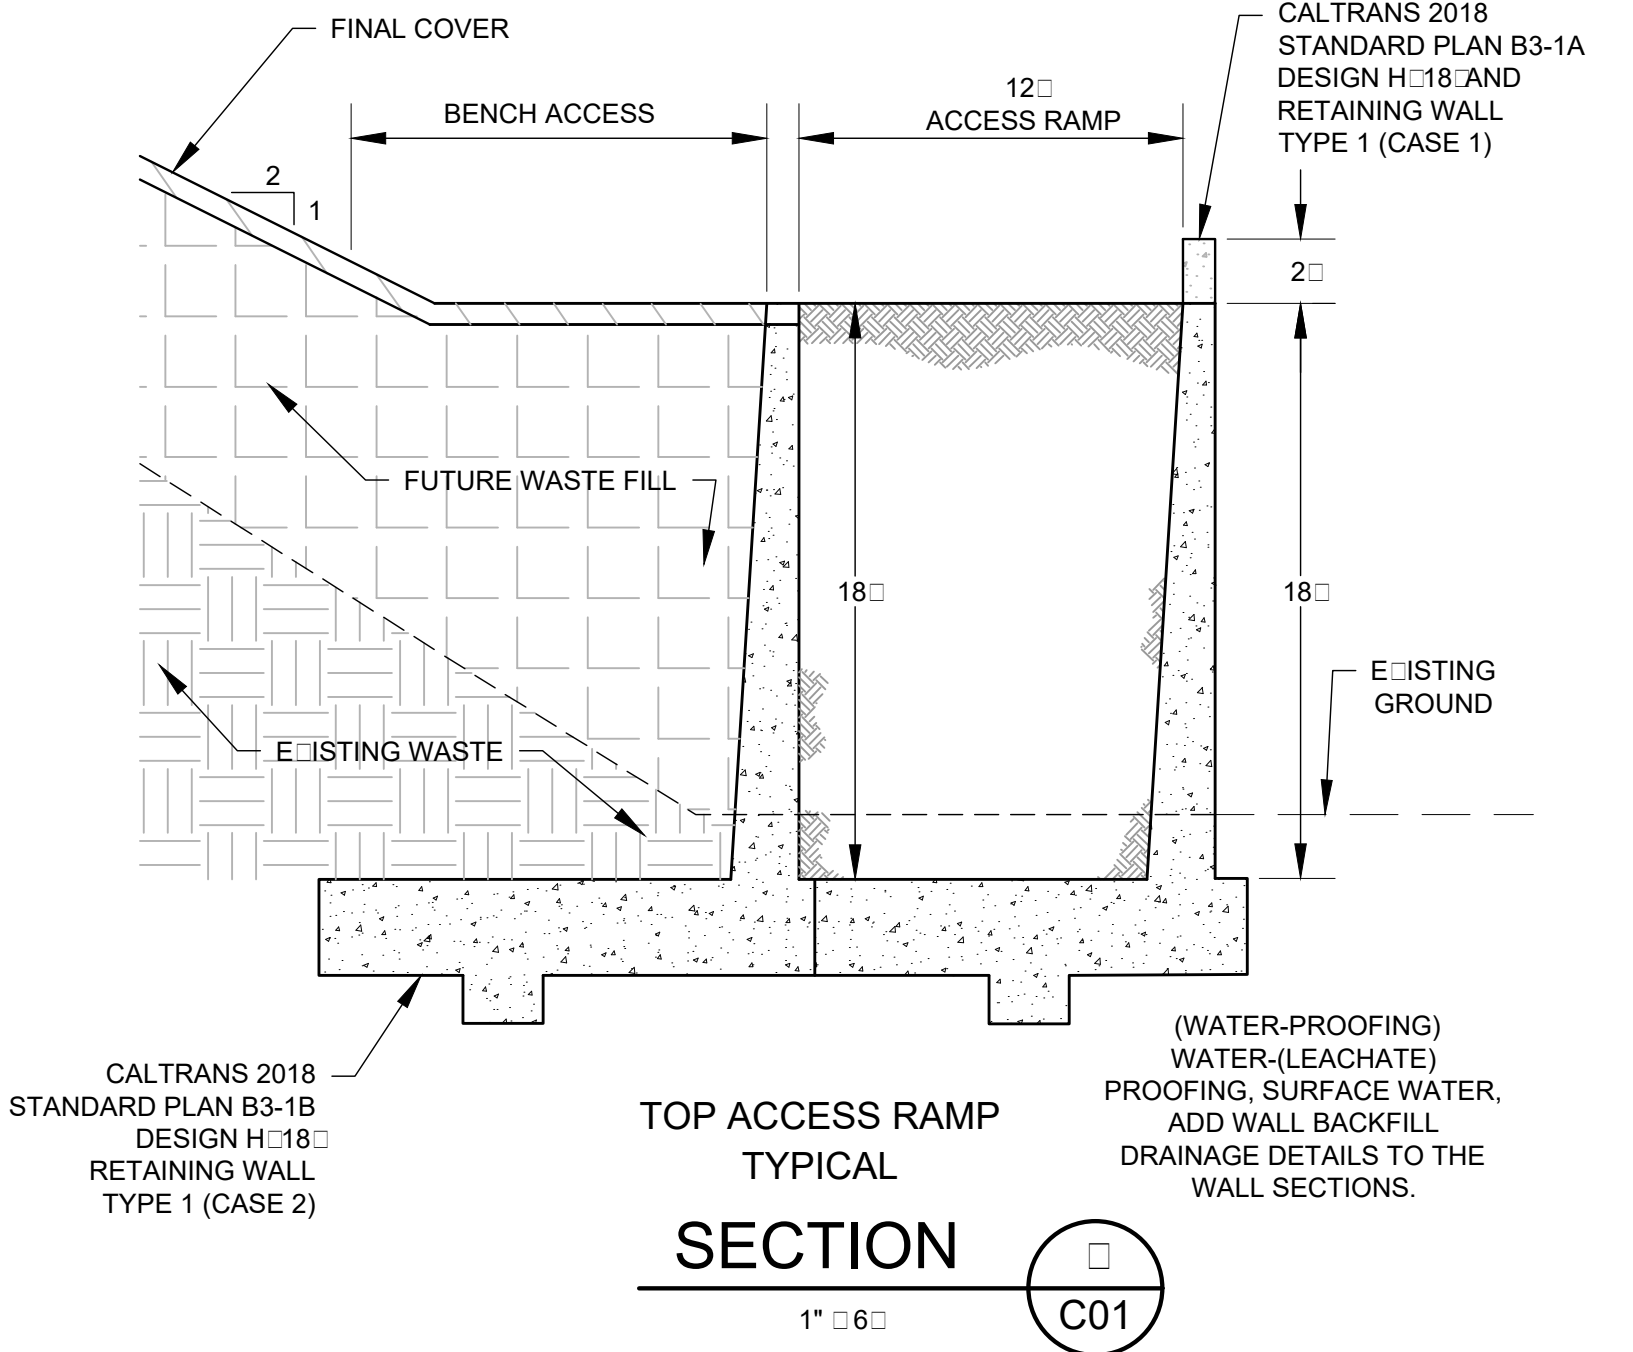 FINAL COVER
CALTRANS 2018
STANDARD PLAN B3-1A
DESIGN H□18□AND
RETAINING WALL
TYPE 1 (CASE 1)
BENCH ACCESS
12□
ACCESS RAMP
2
1
2□
FUTURE WASTE FILL
18□
18□
E□ISTING
GROUND
E□ISTING WASTE
CALTRANS 2018
STANDARD PLAN B3-1B
DESIGN H□18□
RETAINING WALL
TYPE 1 (CASE 2)
(WATER-PROOFING)
WATER-(LEACHATE)
PROOFING, SURFACE WATER,
ADD WALL BACKFILL
DRAINAGE DETAILS TO THE
WALL SECTIONS.
TOP ACCESS RAMP
TYPICAL
SECTION
□
C01
1" □6□